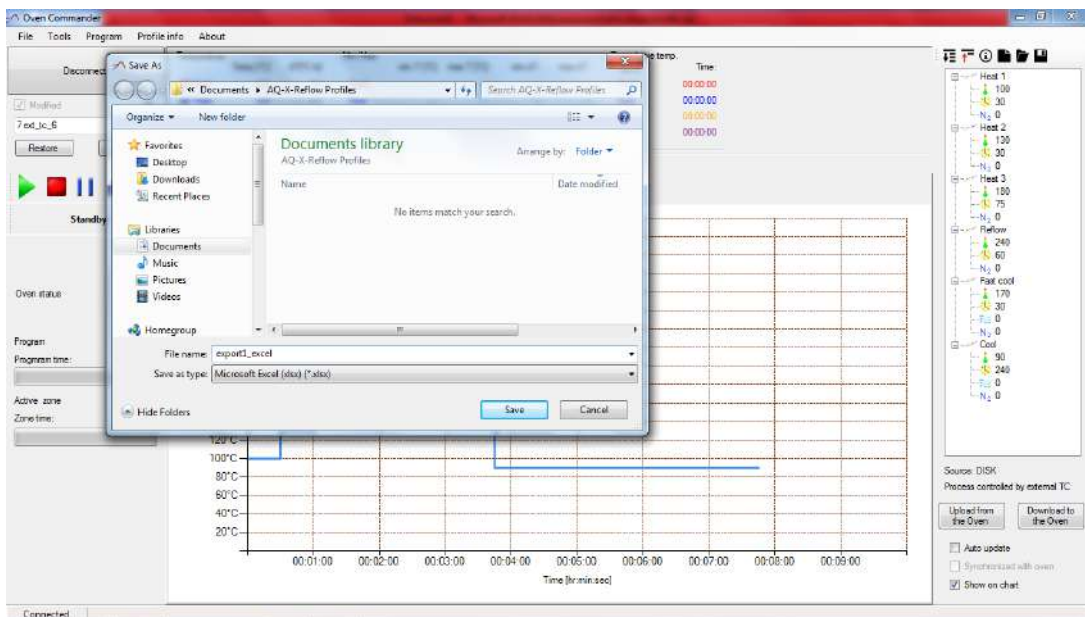 Oven Commander
File Tools Program Profile info About
Disconnect
Modified
7 ext_tc_6
Restore
Standby
Oven status
Program
Program time:
Active zone
Zone time:
Save As
« Documents AQ-X-Reflow Profiles
Search AQ-X-Reflow Profiles
Organize New folder
Favorites
Desktop
Downloads
Recent Places
Libraries
Documents
Music
Pictures
Videos
Homegroup
Documents library
AQ-X-Reflow Profiles
Arrange by: Folder
Name Date modified
No items match your search.
File name: export1_excel
Save as type: Microsoft Excel (xlsx) (*.xlsx)
Hide Folders
Save Cancel
temp.
Time
00:00:00
00:00:00
00:00:00
00:00:00
120°C
100°C
80°C
60°C
40°C
20°C
00:01:00 00:02:00 00:03:00 00:04:00 00:05:00 00:06:00 00:07:00 00:08:00 00:09:00
Time [hr:min:sec]
Heat 1
100
30
N₂ 0
Heat 2
130
30
N₂ 0
Heat 3
180
75
N₂ 0
Reflow
240
60
N₂ 0
Fast cool
170
30
0
N₂ 0
Cool
90
240
0
N₂ 0
Source: DISK
Process controled by external TC
Upload from the Oven
Download to the Oven
Auto update
Synchronized with oven
Show on chart
Connected